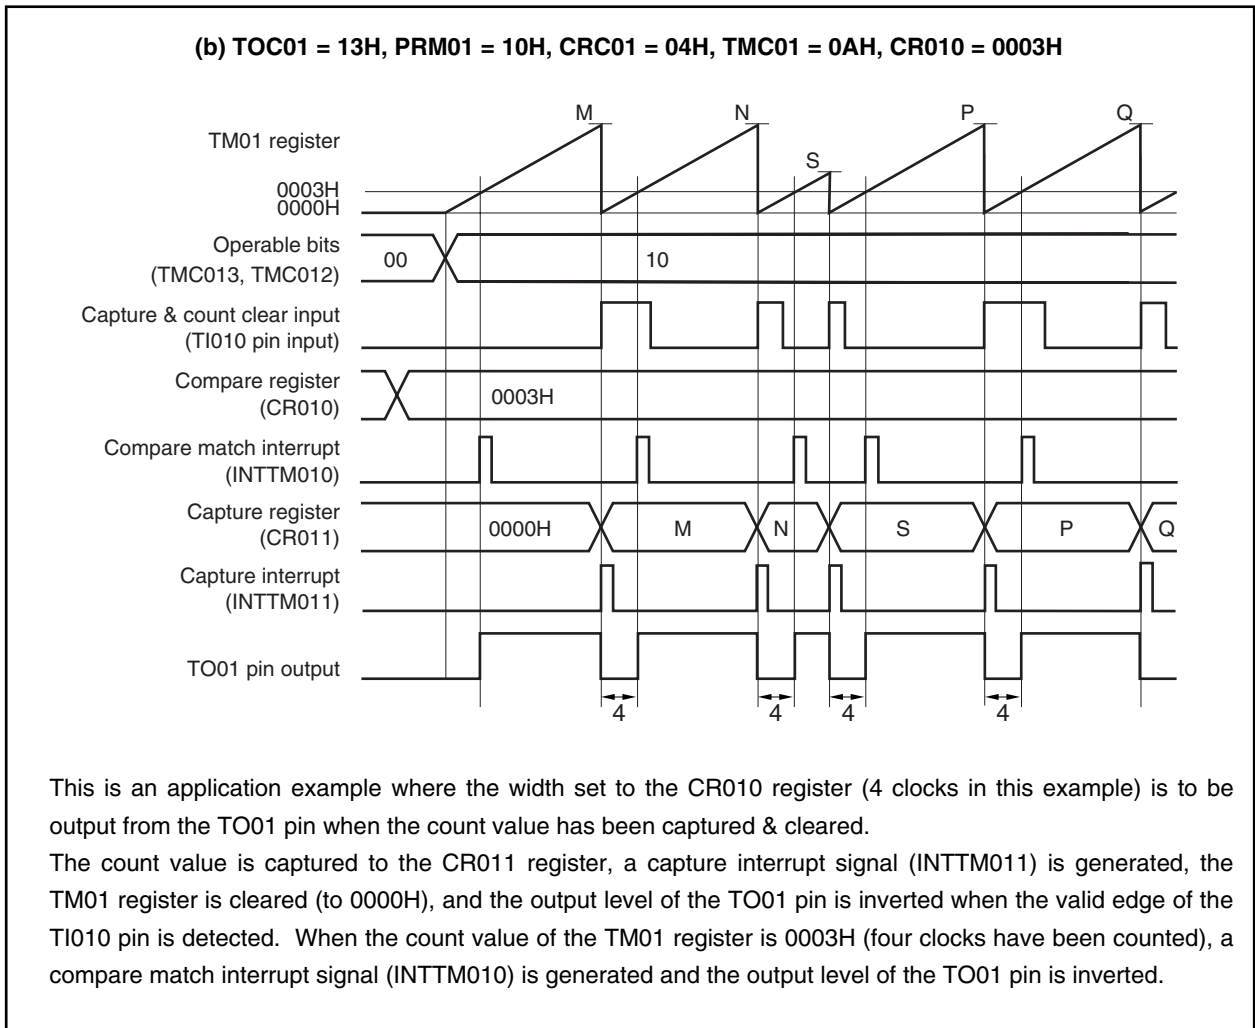 (b) TOC01 = 13H, PRM01 = 10H, CRC01 = 04H, TMC01 = 0AH, CR010 = 0003H
M N S P Q
TM01 register
0003H
0000H
Operable bits
(TMC013, TMC012)
00 10
Capture & count clear input
(TI010 pin input)
Compare register
(CR010)
0003H
Compare match interrupt
(INTTM010)
Capture register
(CR011)
0000H M N S P Q
Capture interrupt
(INTTM011)
TO01 pin output
4 4 4 4
This is an application example where the width set to the CR010 register (4 clocks in this example) is to be
output from the TO01 pin when the count value has been captured & cleared.
The count value is captured to the CR011 register, a capture interrupt signal (INTTM011) is generated, the
TM01 register is cleared (to 0000H), and the output level of the TO01 pin is inverted when the valid edge of the
TI010 pin is detected.  When the count value of the TM01 register is 0003H (four clocks have been counted), a
compare match interrupt signal (INTTM010) is generated and the output level of the TO01 pin is inverted.